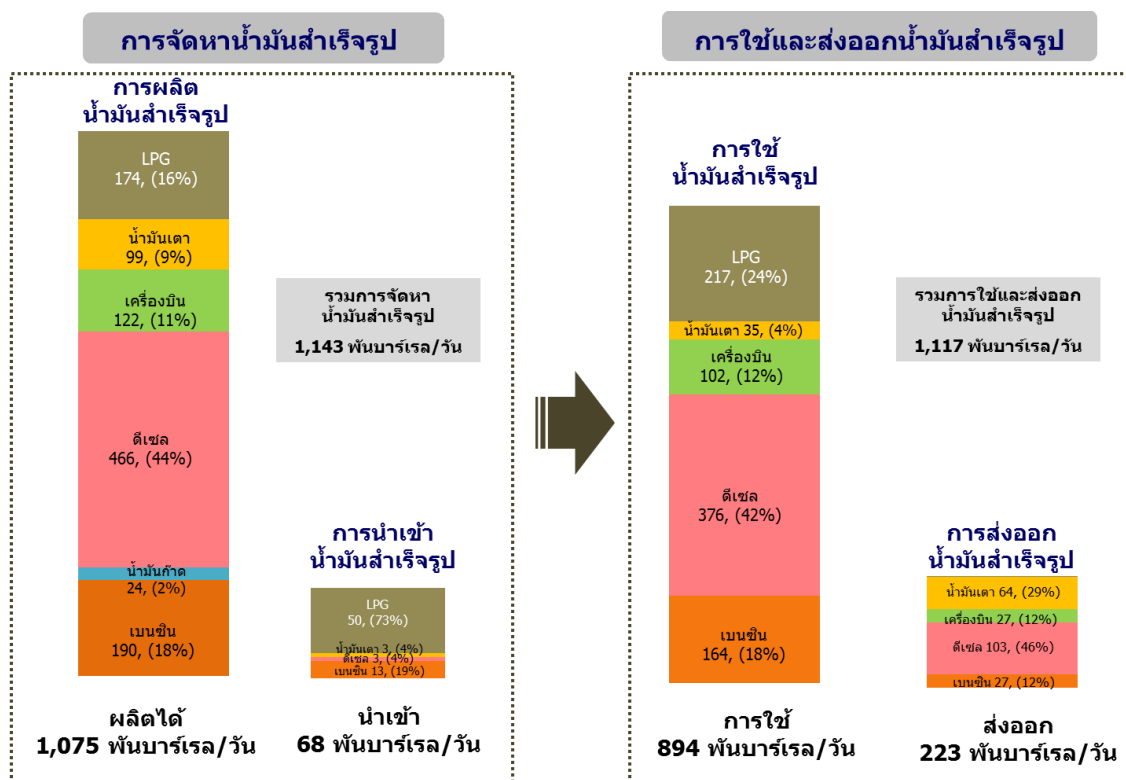 การจัดหาน้ำมันสำเร็จรูป
การผลิต
น้ำมันสำเร็จรูป
LPG
174, (16%)
น้ำมันเตา
99, (9%)
เครื่องบิน
122, (11%)
ดีเซล
466, (44%)
น้ำมันก๊าด
24, (2%)
เบนซิน
190, (18%)
ผลิตได้
1,075 พันบาร์เรล/วัน
รวมการจัดหา
น้ำมันสำเร็จรูป
1,143 พันบาร์เรล/วัน
การนำเข้า
น้ำมันสำเร็จรูป
LPG
50, (73%)
น้ำมันเตา 3, (4%)
ดีเซล 3, (4%)
เบนซิน 13, (19%)
นำเข้า
68 พันบาร์เรล/วัน
การใช้และส่งออกน้ำมันสำเร็จรูป
การใช้
น้ำมันสำเร็จรูป
LPG
217, (24%)
น้ำมันเตา 35, (4%)
เครื่องบิน
102, (12%)
ดีเซล
376, (42%)
เบนซิน
164, (18%)
การใช้
894 พันบาร์เรล/วัน
รวมการใช้และส่งออก
น้ำมันสำเร็จรูป
1,117 พันบาร์เรล/วัน
การส่งออก
น้ำมันสำเร็จรูป
น้ำมันเตา 64, (29%)
เครื่องบิน 27, (12%)
ดีเซล 103, (46%)
เบนซิน 27, (12%)
ส่งออก
223 พันบาร์เรล/วัน